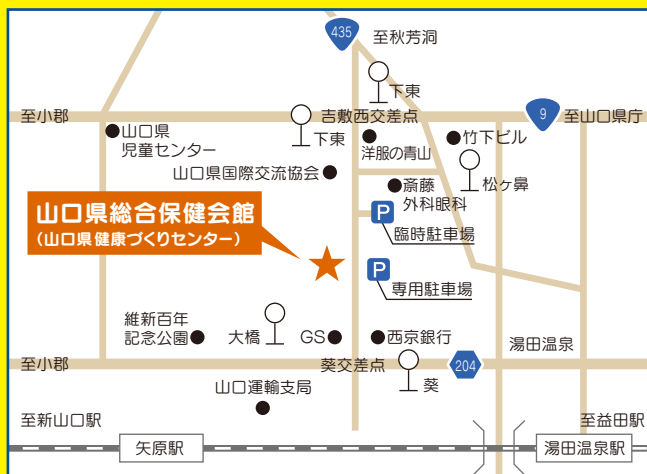 435
至秋芳洞
下東
至小郡
吉敷西交差点
9
至山口県庁
山口県
児童センター
下東
洋服の青山
竹下ビル
山口県国際交流協会
斎藤
外科眼科
松ヶ鼻
山口県総合保健会館
(山口県健康づくりセンター)
P
臨時駐車場
P
専用駐車場
維新百年
記念公園
大橋
GS
西京銀行
湯田温泉
至小郡
葵交差点
204
葵
山口運輸支局
至新山口駅
至益田駅
矢原駅
湯田温泉駅